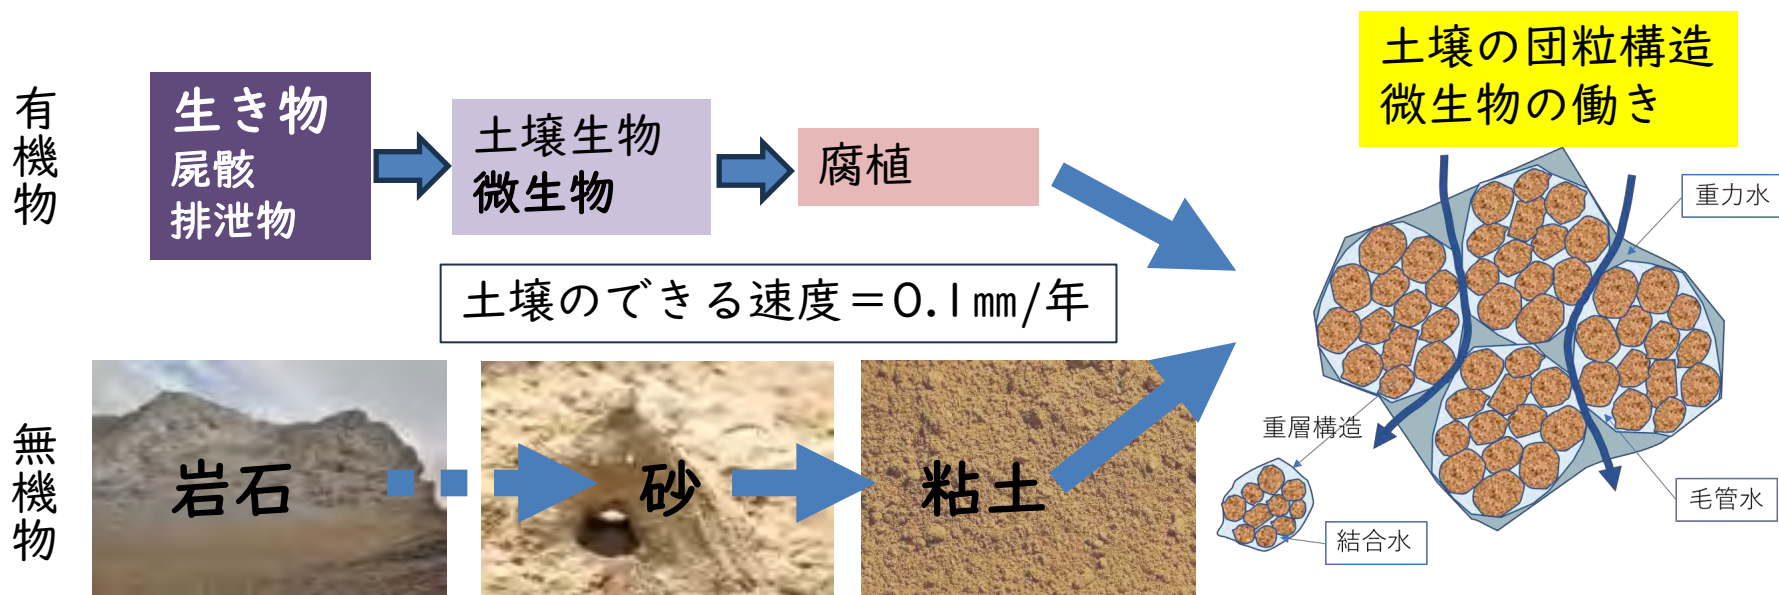 有機物
生き物
屍骸
排泄物
土壌生物
微生物
腐植
土壌のできる速度=0.1㎜/年
無機物
岩石
砂
粘土
土壌の団粒構造
微生物の働き
重力水
重層構造
結合水
毛管水